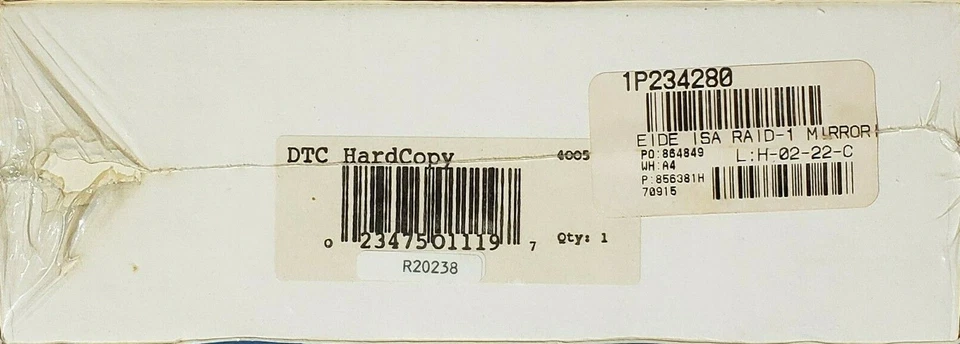 1P234280
EIDE ISA RAID-1 MIRROR
PO:864849
L:H-02-22-C
WH:A4
P:856381H
70915
DTC HardCopy
4005
0 2347501119 7
Qty: 1
R20238